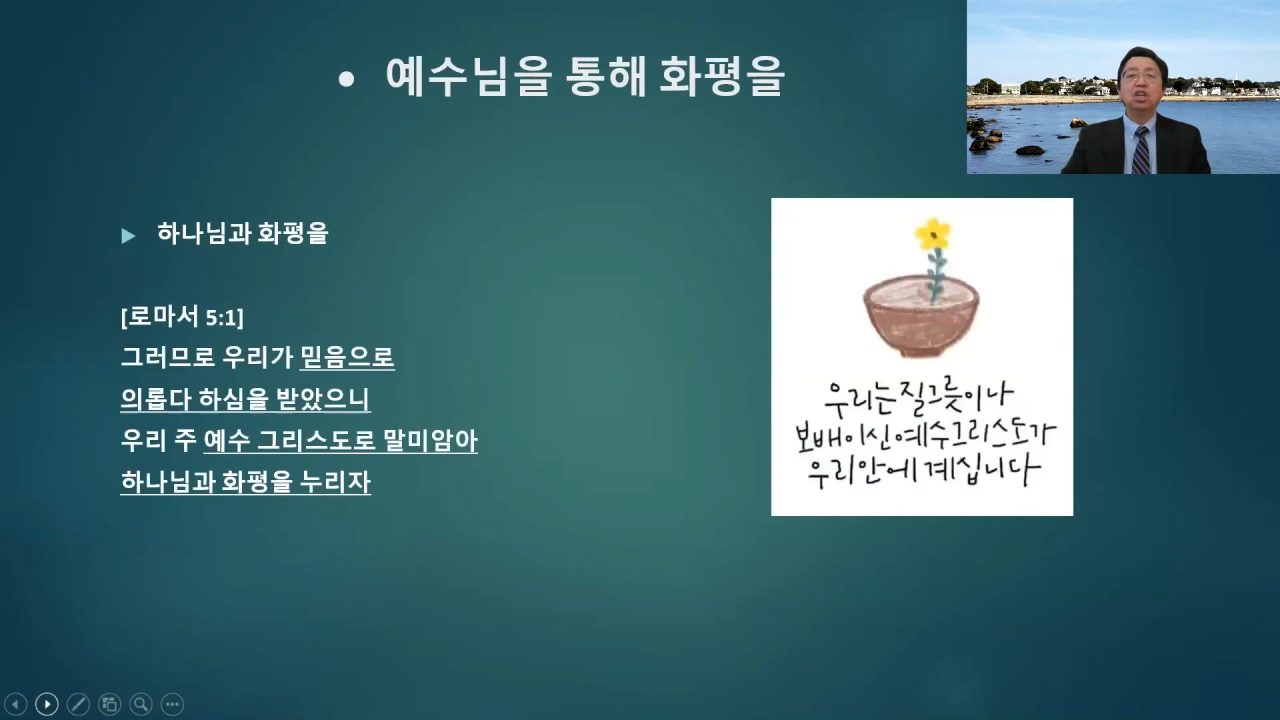 • 예수님을 통해 화평을
하나님과 화평을
[로마서 5:1]
그러므로 우리가 믿음으로
의롭다 하심을 받았으니
우리 주 예수 그리스도로 말미암아
하나님과 화평을 누리자
우리는 질그릇이나
보배이신 예수그리스도가
우리안에 계십니다